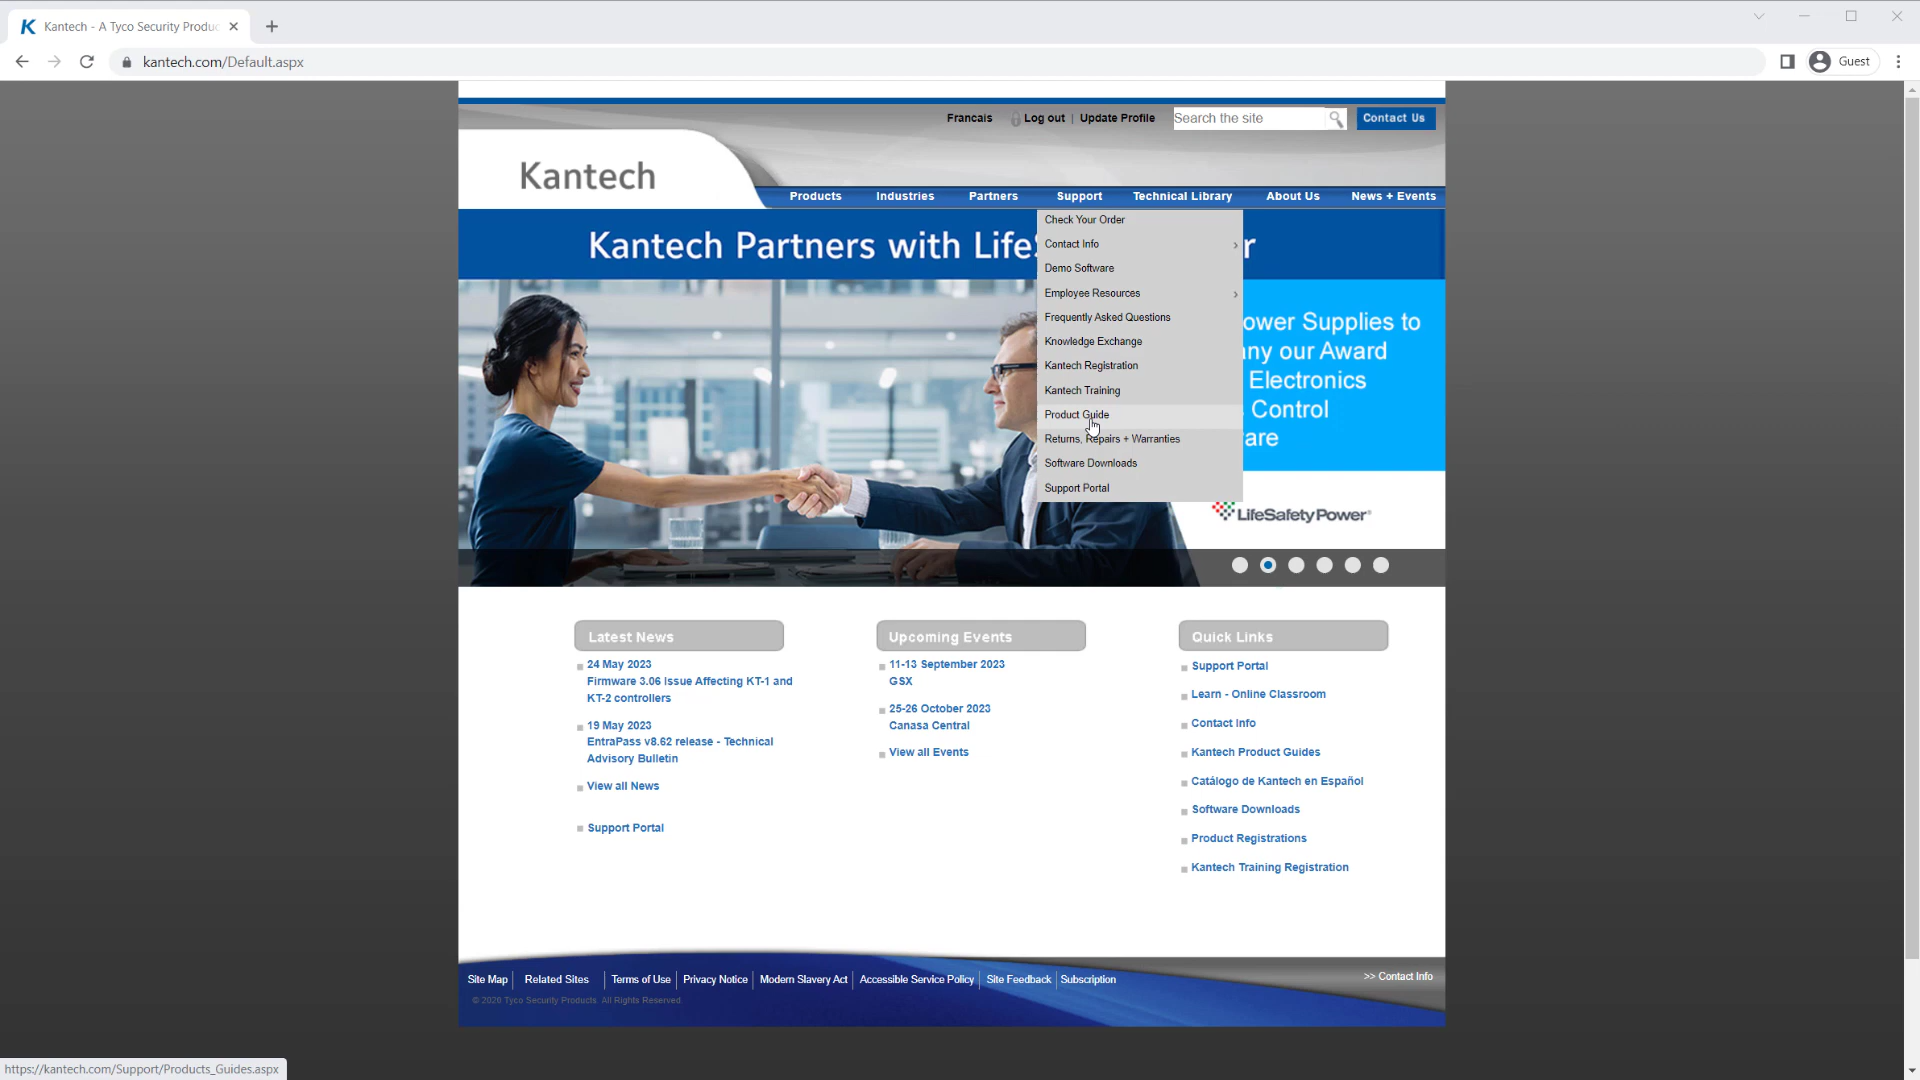 Kantech - A Tyco Security Produc
kantech.com/Default.aspx
Guest
Francais
Log out | Update Profile
Search the site
Contact Us
Kantech
Products
Industries
Partners
Support
Technical Library
About Us
News + Events
Kantech Partners with Life
r
Check Your Order
Contact Info
Demo Software
Employee Resources
Frequently Asked Questions
Knowledge Exchange
Kantech Registration
Kantech Training
Product Guide
Returns, Repairs + Warranties
Software Downloads
Support Portal
ower Supplies to
ny our Award
Electronics
Control
are
LifeSafetyPower®
Latest News
24 May 2023
Firmware 3.06 Issue Affecting KT-1 and
KT-2 controllers
19 May 2023
EntraPass v8.62 release - Technical
Advisory Bulletin
View all News
Support Portal
Upcoming Events
11-13 September 2023
GSX
25-26 October 2023
Canasa Central
View all Events
Quick Links
Support Portal
Learn - Online Classroom
Contact Info
Kantech Product Guides
Catálogo de Kantech en Español
Software Downloads
Product Registrations
Kantech Training Registration
Site Map
Related Sites
Terms of Use
Privacy Notice
Modern Slavery Act
Accessible Service Policy
Site Feedback
Subscription
>> Contact Info
© 2020 Tyco Security Products. All Rights Reserved.
https://kantech.com/Support/Products_Guides.aspx